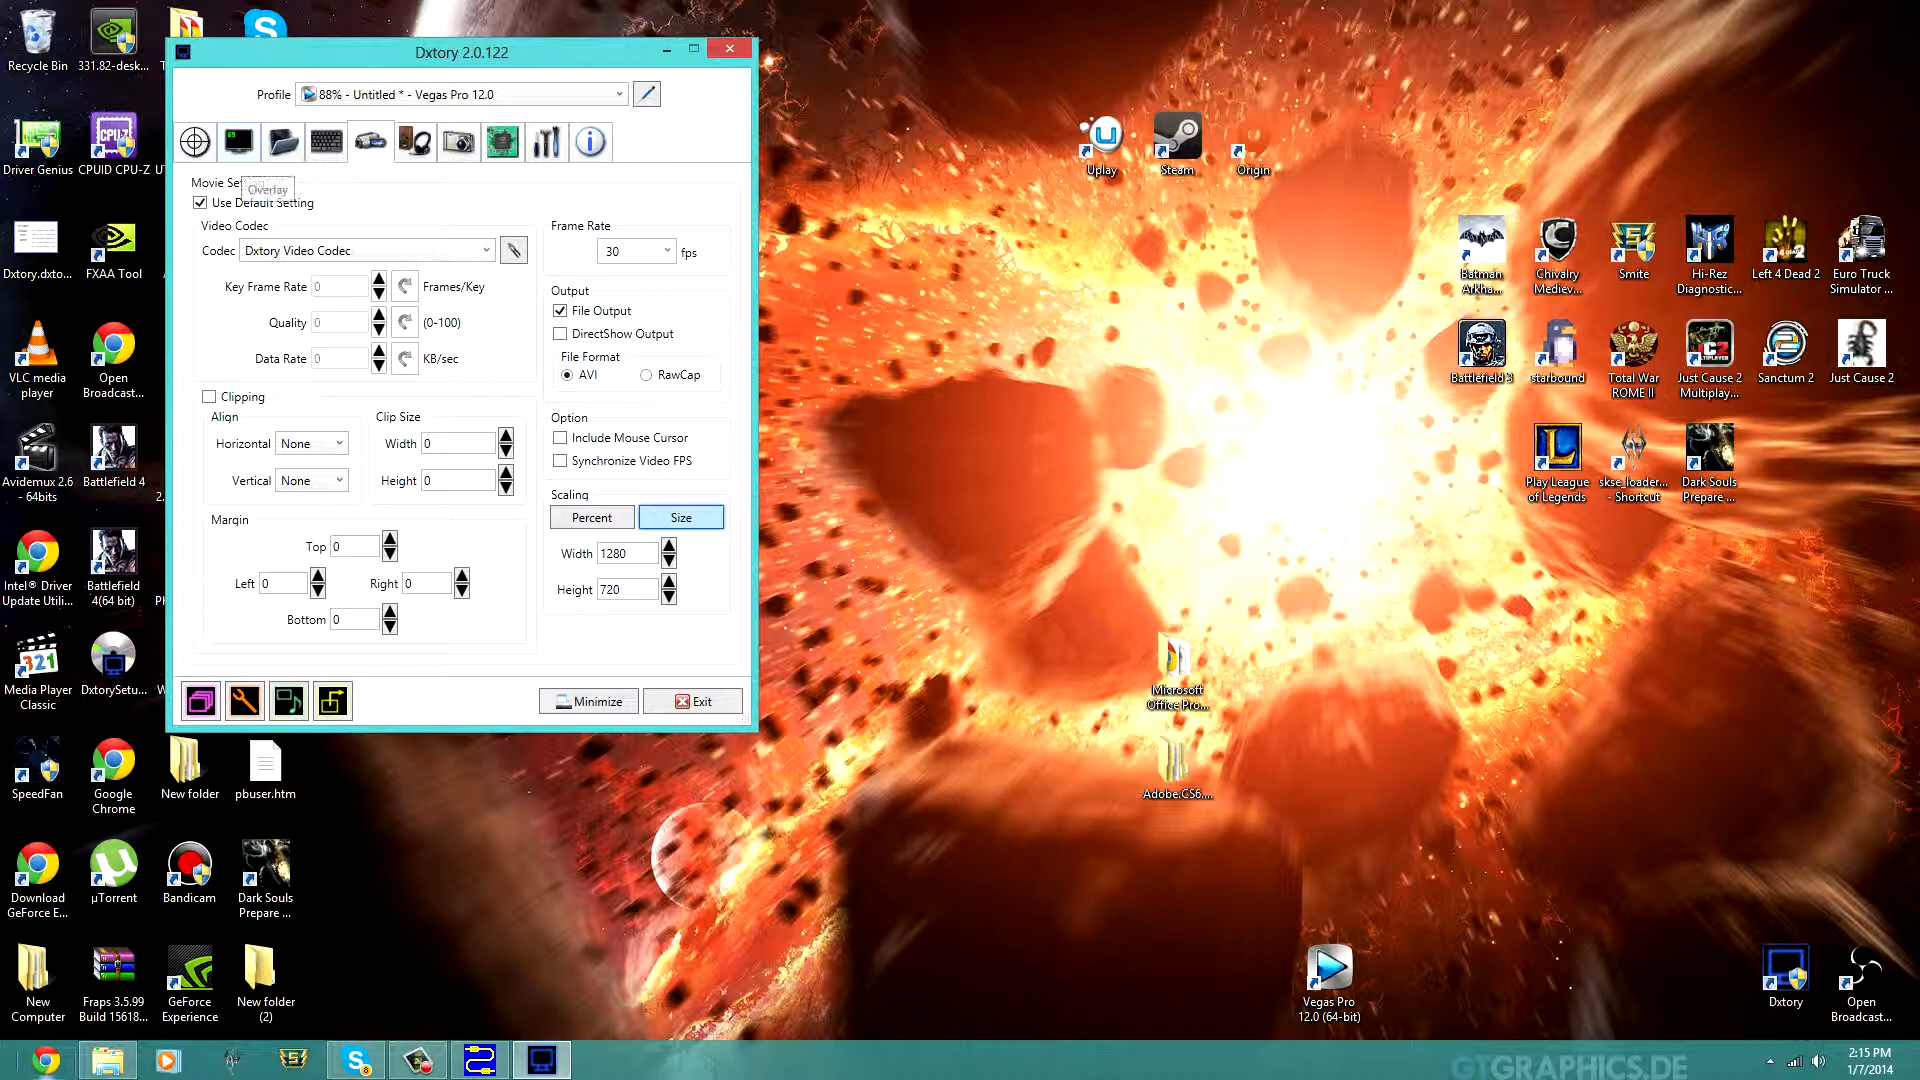 Dxtory 2.0.122
Profile
88% - Untitled * - Vegas Pro 12.0
Overlay
Use Default Setting
Video Codec
Codec
Dxtory Video Codec
Key Frame Rate
0
Frames/Key
Quality
0
(0-100)
Data Rate
0
KB/sec
Clipping
Align
Horizontal
None
Vertical
None
Clip Size
Width
0
Height
0
Margin
Top
0
Left
0
Right
0
Bottom
0
Frame Rate
30
fps
Output
File Output
DirectShow Output
File Format
AVI
RawCap
Option
Include Mouse Cursor
Synchronize Video FPS
Scaling
Percent
Size
Width
1280
Height
720
Minimize
Exit
Recycle Bin
331.82-desk...
Driver Genius
CPUID CPU-Z
Dxtory.dxto...
FXAA Tool
VLC media
player
Open
Broadcast...
Avidemux 2.6
- 64bits
Battlefield 4
Intel® Driver
Update Utili...
Battlefield
4(64 bit)
Media Player
Classic
DxtorySetu...
SpeedFan
Google
Chrome
New folder
pbuser.htm
Download
GeForce E...
µTorrent
Bandicam
Dark Souls
Prepare ...
New
Computer
Fraps 3.5.99
Build 15618...
GeForce
Experience
New folder
(2)
Uplay
Steam
Origin
Batman
Arkha...
Chivalry
Mediev...
Smite
Hi-Rez
Diagnostic...
Left 4 Dead 2
Euro Truck
Simulator ...
Battlefield 3
starbound
Total War
ROME II
Just Cause 2
Multiplay...
Sanctum 2
Just Cause 2
Play League
of Legends
skse_loader...
- Shortcut
Dark Souls
Prepare ...
Microsoft
Office Pro...
Adobe.CS6....
Vegas Pro
12.0 (64-bit)
Dxtory
Open
Broadcast...
GTGRAPHICS.DE
2:15 PM
1/7/2014